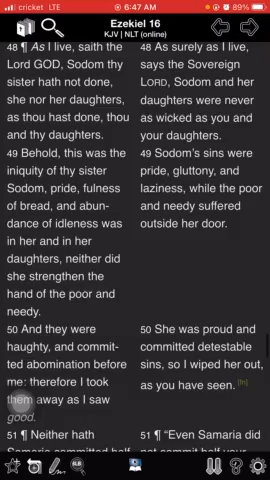 cricket LTE 6:47 AM 89%
Ezekiel 16
KJV | NLT (online)
48 ¶ As I live, saith the
Lord GOD, Sodom thy
sister hath not done,
she nor her daughters,
as thou hast done, thou
and thy daughters.
49 Behold, this was the
iniquity of thy sister
Sodom, pride, fulness
of bread, and abun-
dance of idleness was
in her and in her
daughters, neither did
she strengthen the
hand of the poor and
needy.
50 And they were
haughty, and commit-
ted abomination before
me: therefore I took
them away as I saw
good.
51 ¶ Neither hath
Samaria committed half
48 As surely as I live,
says the Sovereign
LORD, Sodom and her
daughters were never
as wicked as you and
your daughters.
49 Sodom's sins were
pride, gluttony, and
laziness, while the poor
and needy suffered
outside her door.
50 She was proud and
committed detestable
sins, so I wiped her out,
as you have seen. [fn]
51 ¶ “Even Samaria did
not commit half your